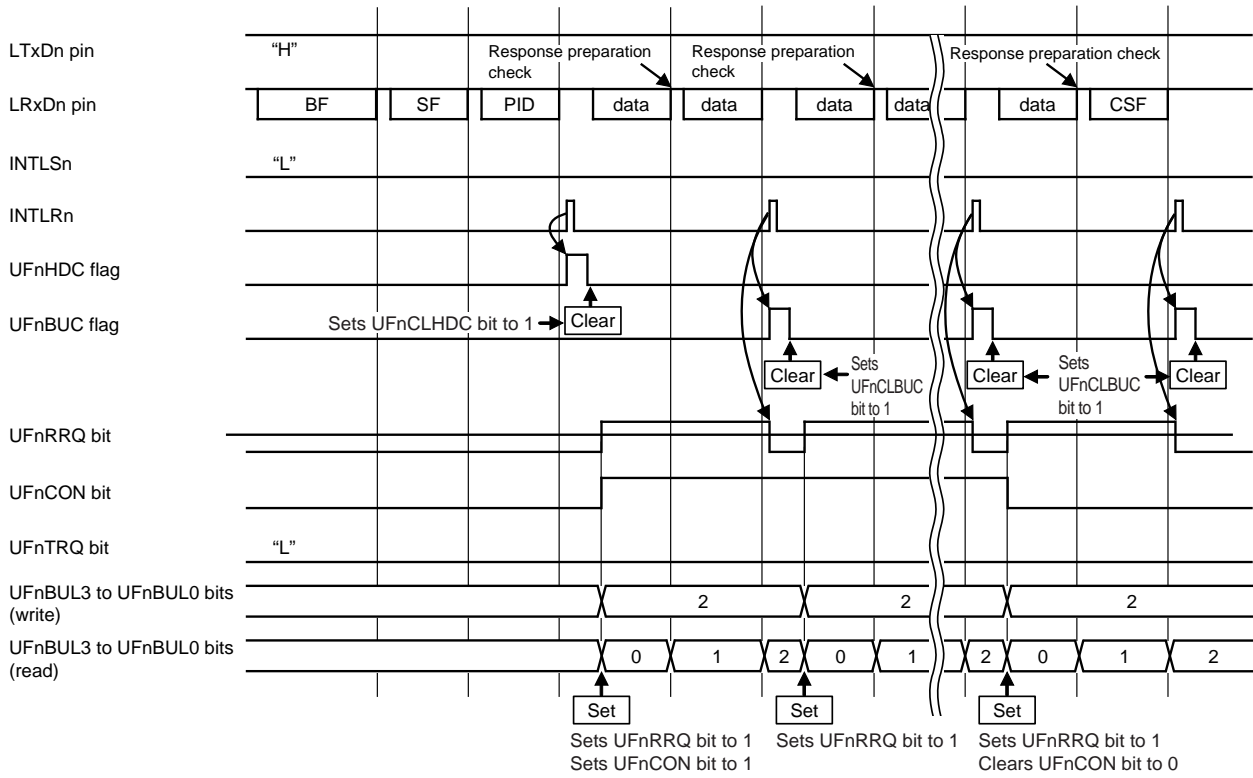 LTxDn pin
“H”
Response preparation
check
Response preparation
check
Response preparation
check
LRxDn pin
BF
SF
PID
data
data
data
data
data
CSF
INTLSn
“L”
INTLRn
UFnHDC flag
UFnBUC flag
Sets UFnCLHDC bit to 1
Clear
Clear
Sets
UFnCLBUC
bit to 1
Clear
Sets
UFnCLBUC
bit to 1
Clear
UFnRRQ bit
UFnCON bit
UFnTRQ bit
“L”
UFnBUL3 to UFnBUL0 bits
(write)
2
2
2
UFnBUL3 to UFnBUL0 bits
(read)
0
1
2
0
1
2
0
1
2
Set
Set
Set
Sets UFnRRQ bit to 1
Sets UFnCON bit to 1
Sets UFnRRQ bit to 1
Sets UFnRRQ bit to 1
Clears UFnCON bit to 0